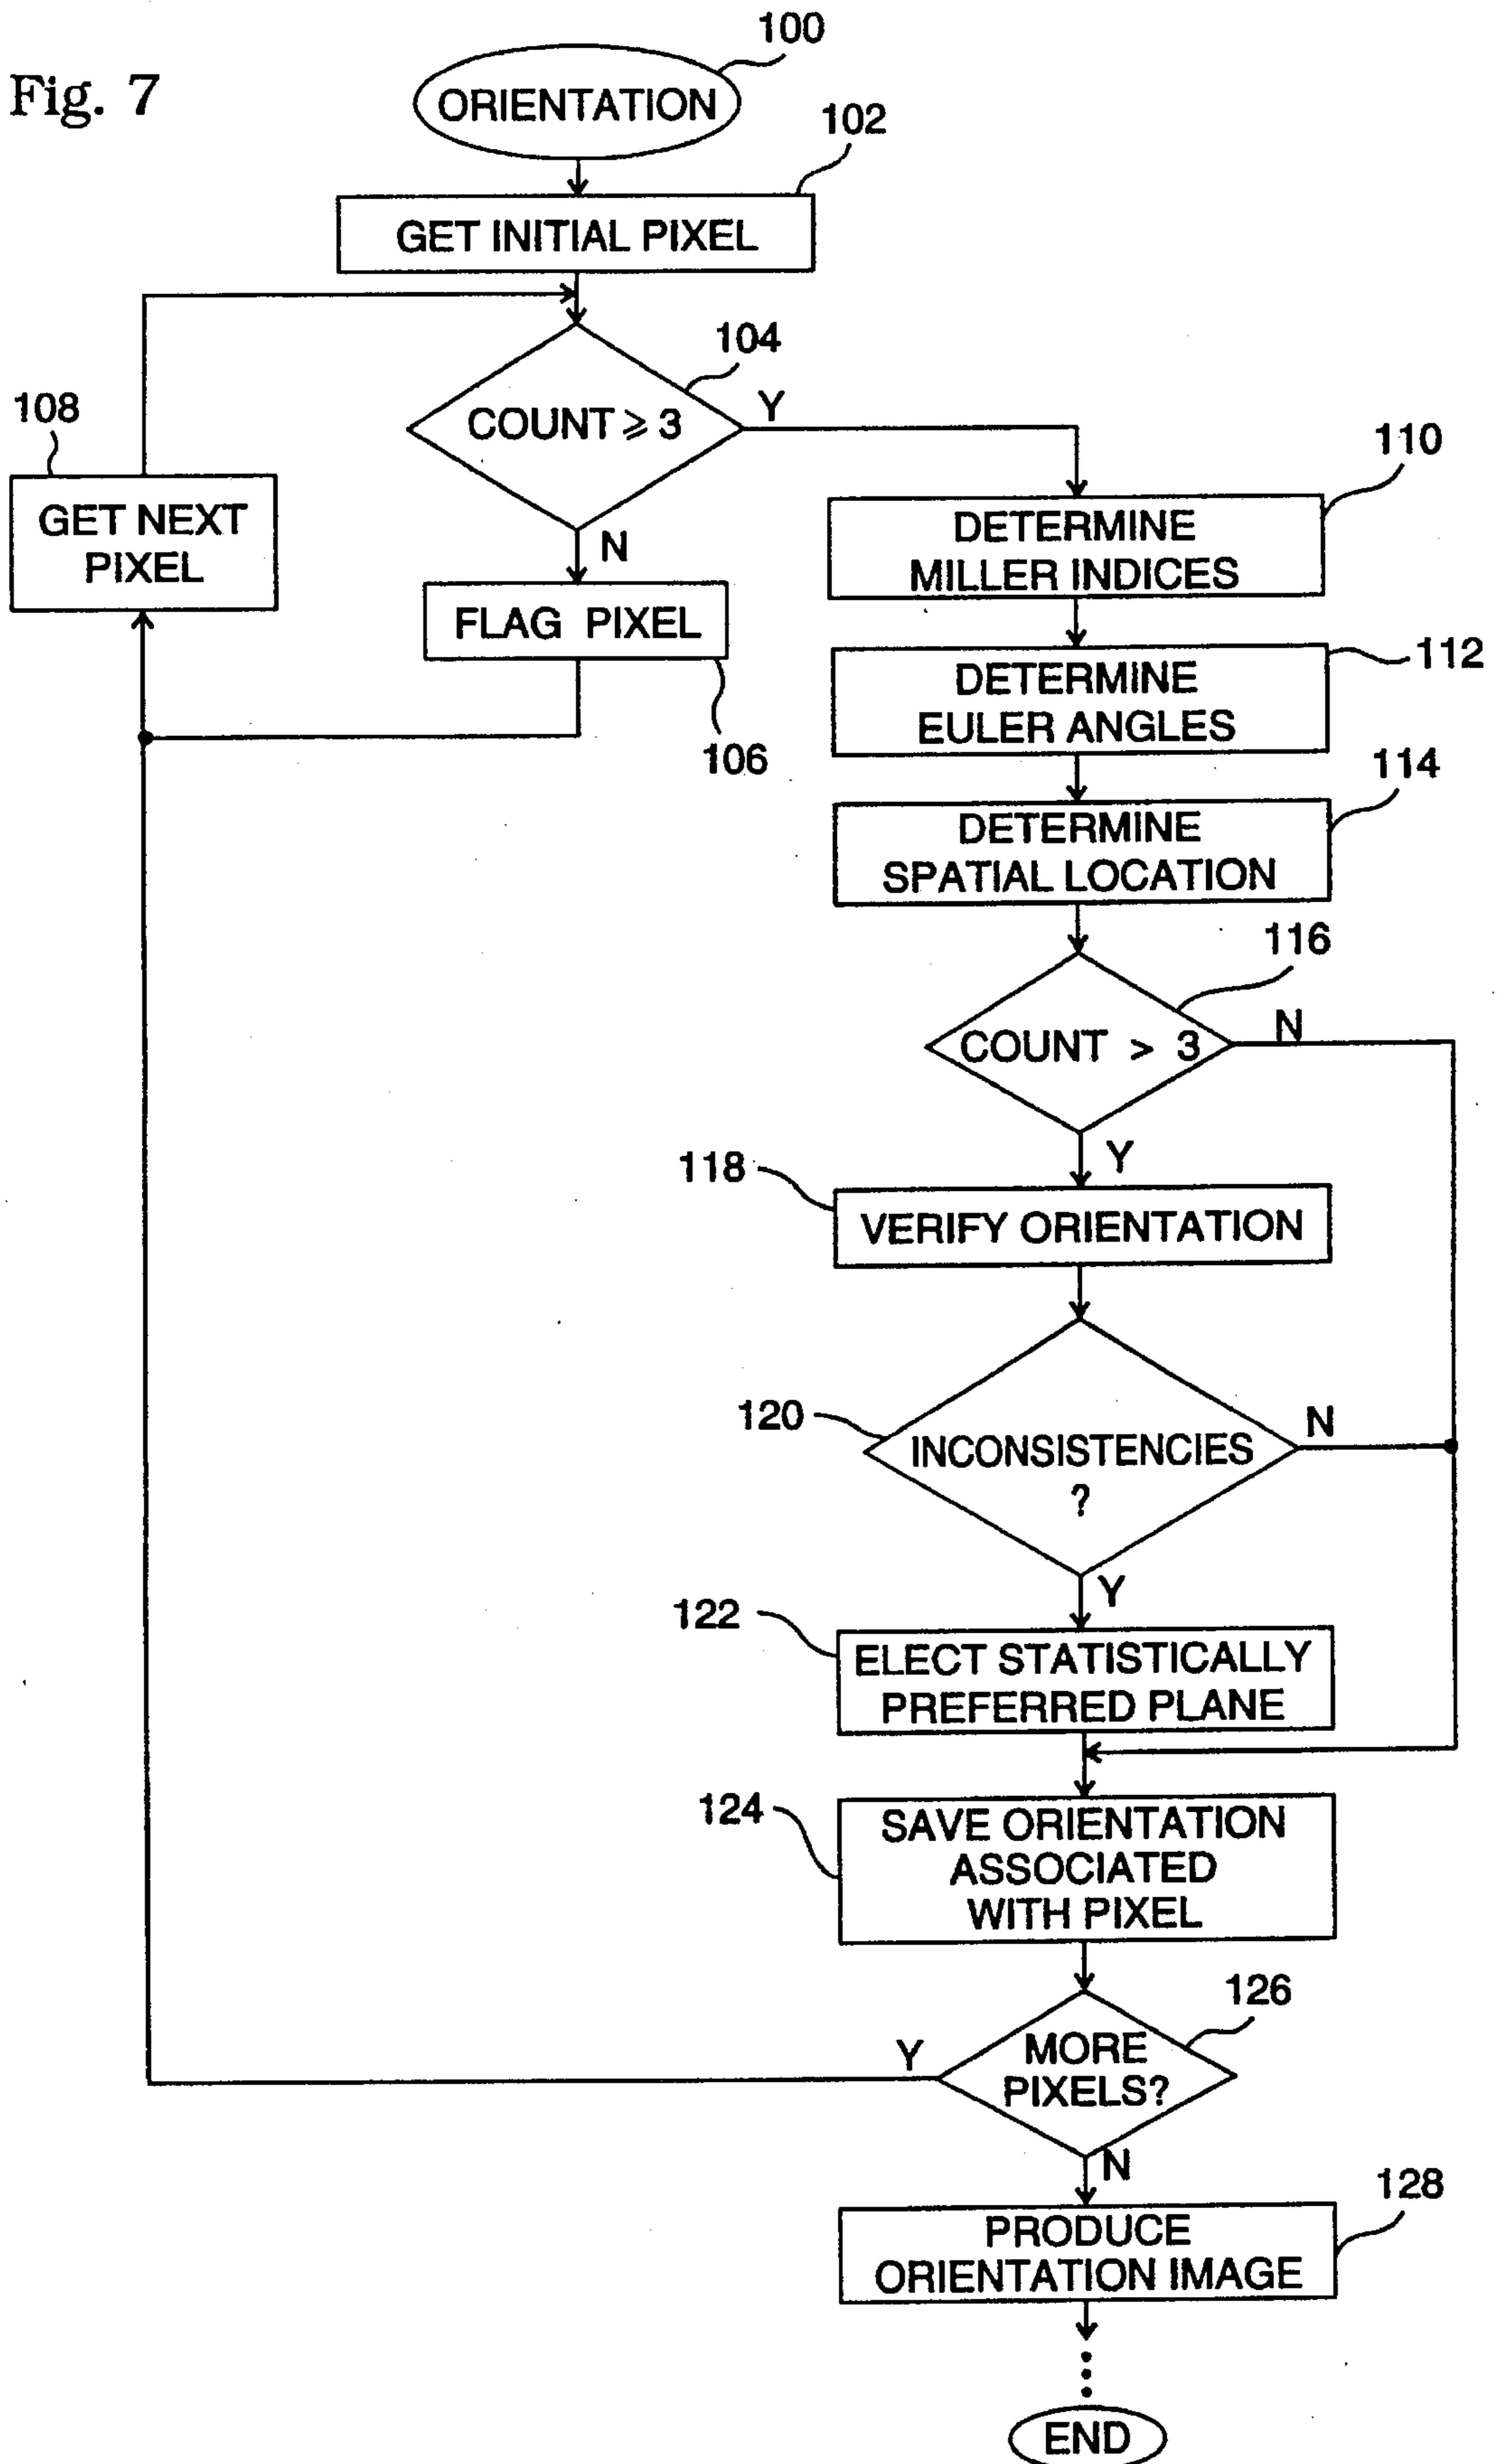 Fig. 7
100
ORIENTATION
102
GET INITIAL PIXEL
104
COUNT ⩾ 3
Y
N
108
GET NEXT
PIXEL
FLAG PIXEL
106
110
DETERMINE
MILLER INDICES
112
DETERMINE
EULER ANGLES
114
DETERMINE
SPATIAL LOCATION
116
COUNT > 3
N
Y
118
VERIFY ORIENTATION
120
INCONSISTENCIES
?
N
Y
122
ELECT STATISTICALLY
PREFERRED PLANE
124
SAVE ORIENTATION
ASSOCIATED
WITH PIXEL
126
MORE
PIXELS?
Y
N
128
PRODUCE
ORIENTATION IMAGE
END